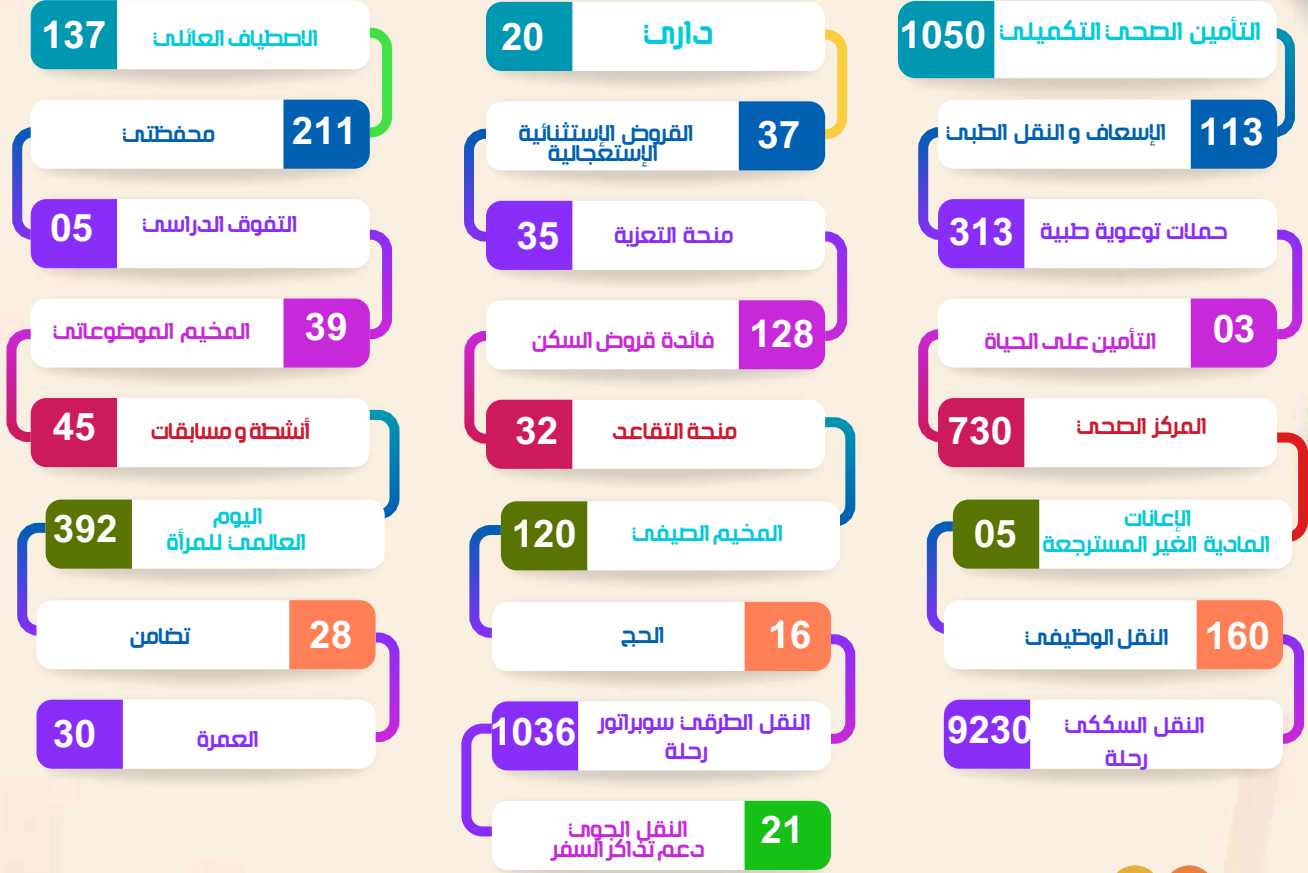 التأمين الصحي التكميلي
1050
113
الإسعاف و النقل الطبي
حملات توعوية طبية
313
03
التأمين على الحياة
المركز الصحي
730
الإعانات
المادية الغير المسترجعة
05
160
النقل الوظيفي
النقل السككي
رحلة
9230
داري
20
37
القروض الإستثنائية
الإستعجالية
منحة التعزية
35
128
فائدة قروض السكن
منحة التقاعد
32
المخيم الصيفي
120
16
الحج
النقل الطرقي سوبراتور
رحلة
1036
21
النقل الجوي
دعم تذاكر السفر
الاصطياف العائلي
137
211
محفظتي
التفوق الدراسي
05
39
المخيم الموضوعاتي
أنشطة و مسابقات
45
اليوم
العالمي للمرأة
392
28
تضامن
العمرة
30